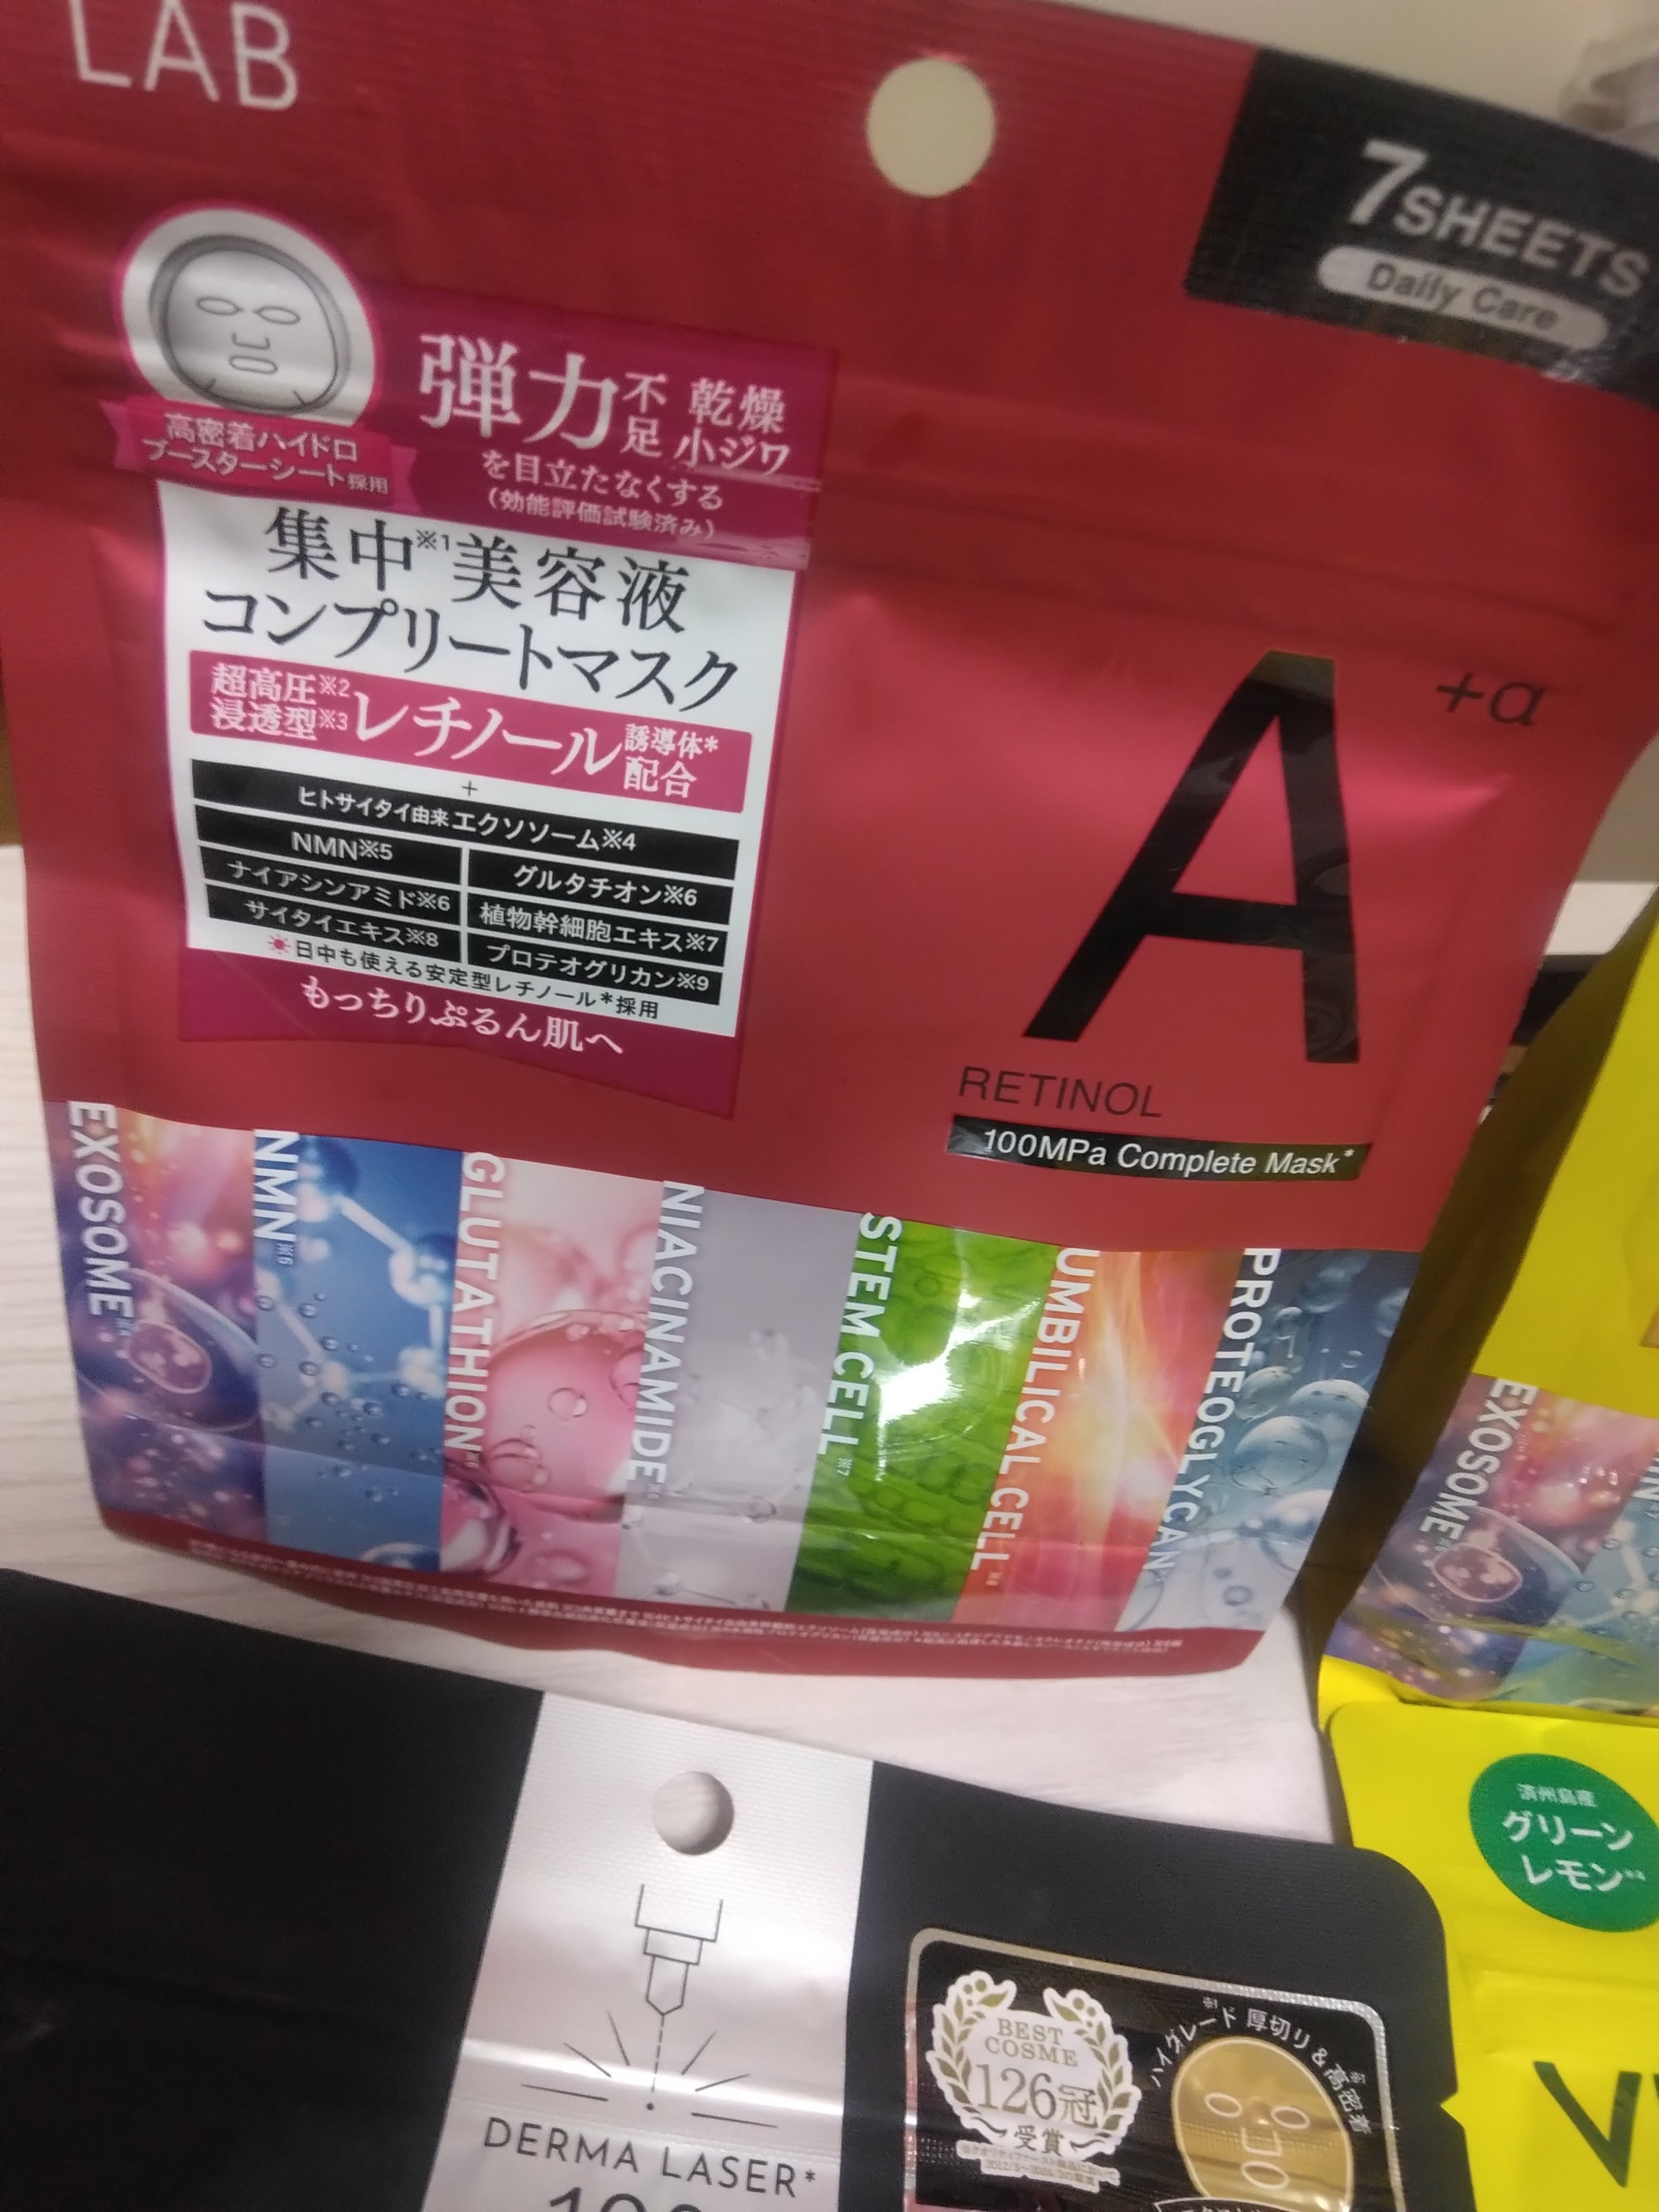 LAB
7SHEETS
Daily Care
弾力不足 乾燥小ジワ
を目立たなくする
(効能評価試験済み)
高密着ハイドロ
ブースターシート採用
集中※1美容液
コンプリートマスク
超高圧※2
浸透型※3レチノール誘導体*配合
+
ヒトサイタイ由来エクソソーム※4
NMN※5
グルタチオン※6
ナイアシンアミド※6
植物幹細胞エキス※7
サイタイエキス※8
プロテオグリカン※9
日中も使える安定型レチノール*採用
もっちりぷるん肌へ
A+α
RETINOL
100MPa Complete Mask*
EXOSOME※4
NMN※5
GLUTATHION※6
NIACINAMIDE※6
STEM CELL※7
UMBILICAL CELL※8
PROTEOGLYCAN
EXOSOME
済州島産
グリーン
レモン
DERMA LASER*
BEST
COSME
126冠
受賞
ハイグレード 厚切り&高密着